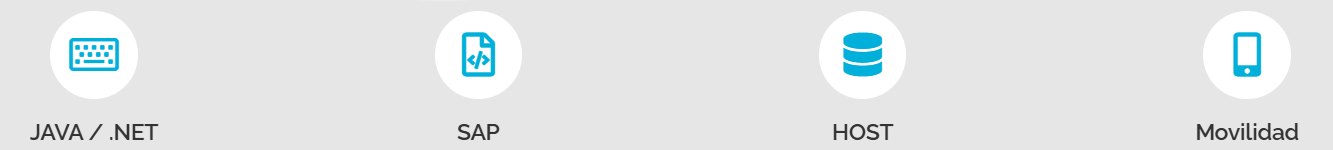 JAVA / .NET
SAP
HOST
Movilidad